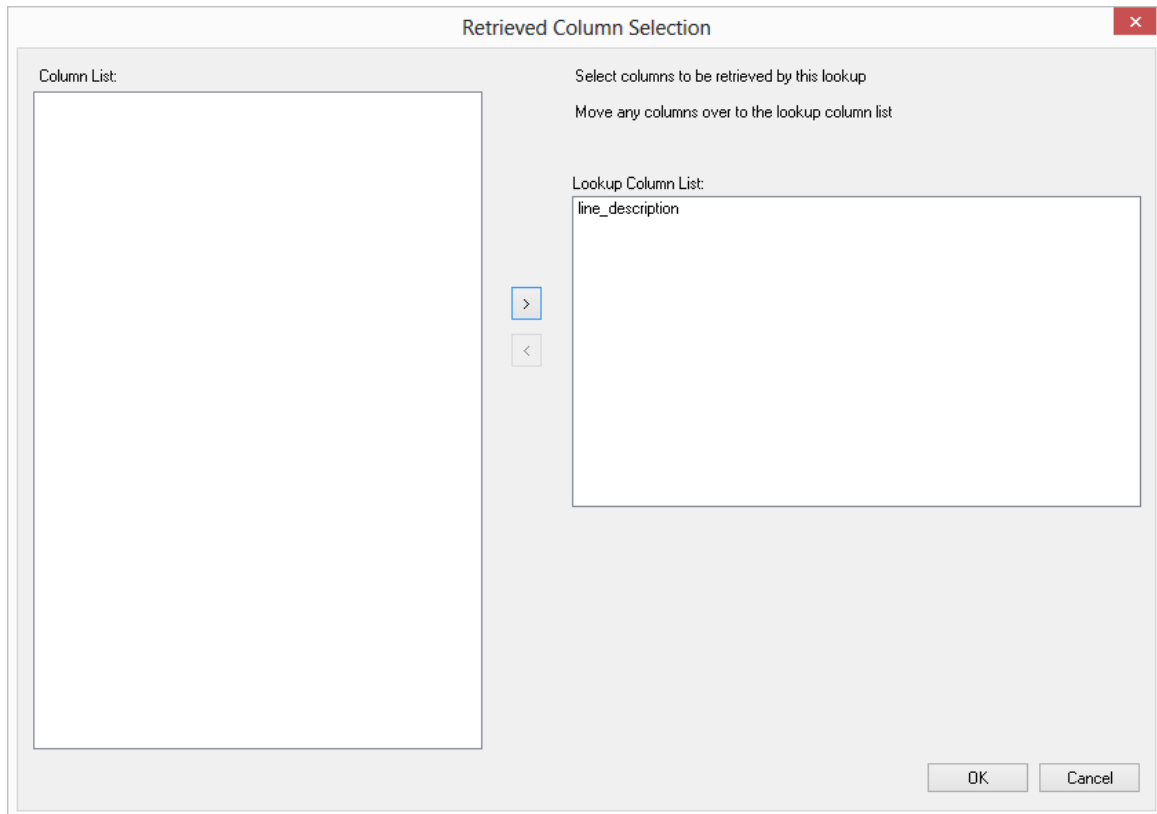 Retrieved Column Selection
×
Column List:
Select columns to be retrieved by this lookup
Move any columns over to the lookup column list
Lookup Column List:
line_description
>
<
OK
Cancel